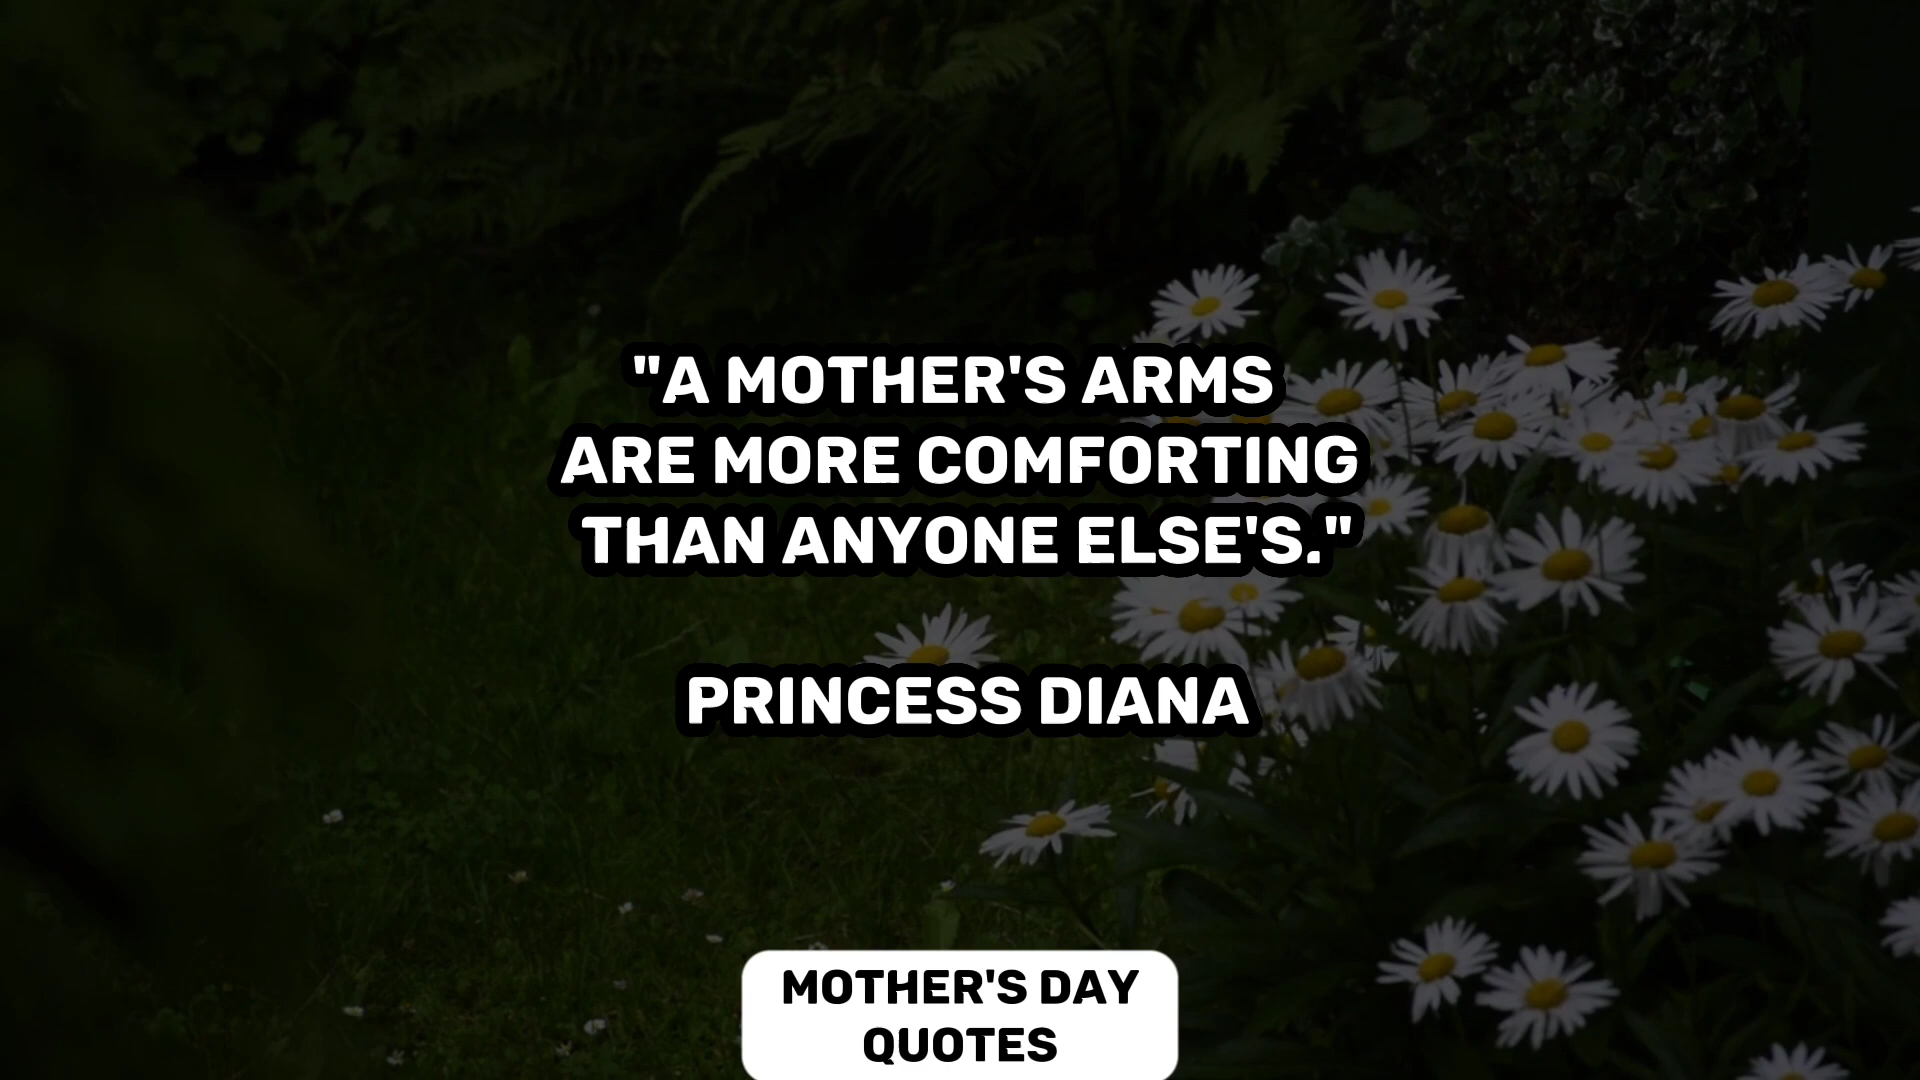 "A MOTHER'S ARMS
ARE MORE COMFORTING
THAN ANYONE ELSE'S."
PRINCESS DIANA
MOTHER'S DAY
QUOTES